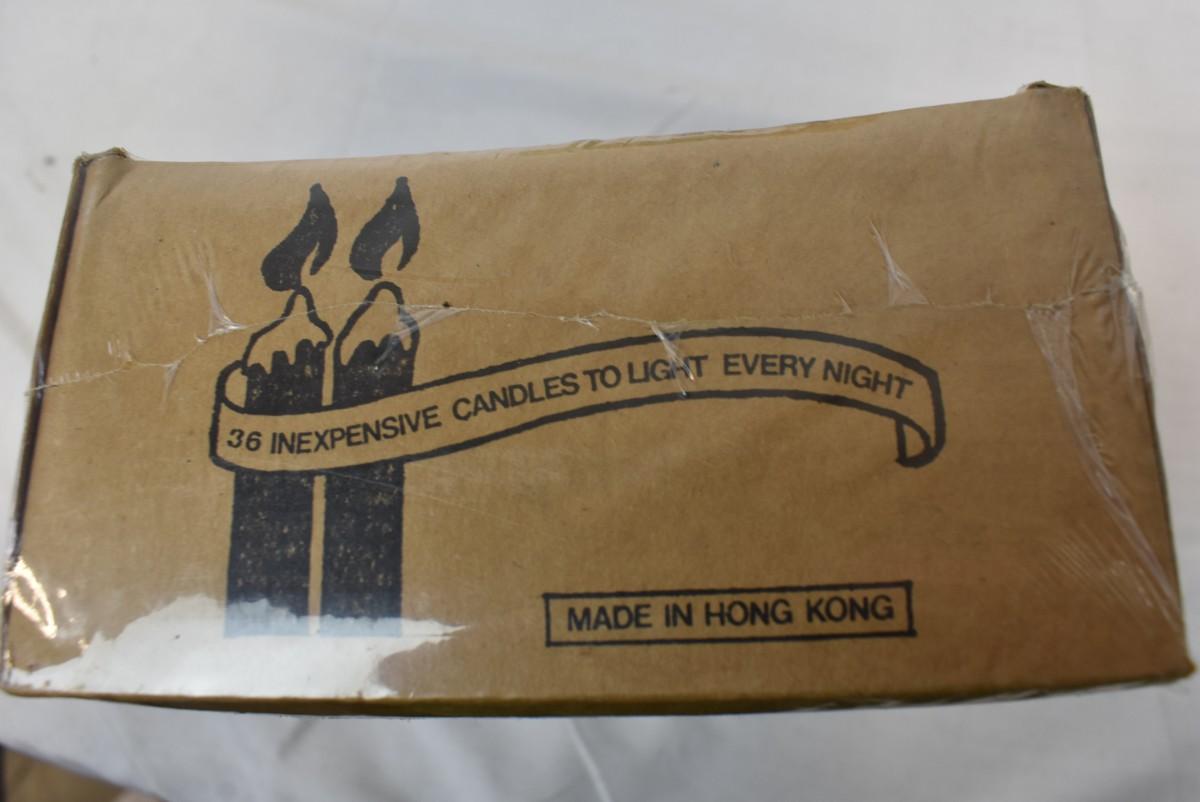 36 INEXPENSIVE CANDLES TO LIGHT EVERY NIGHT
MADE IN HONG KONG